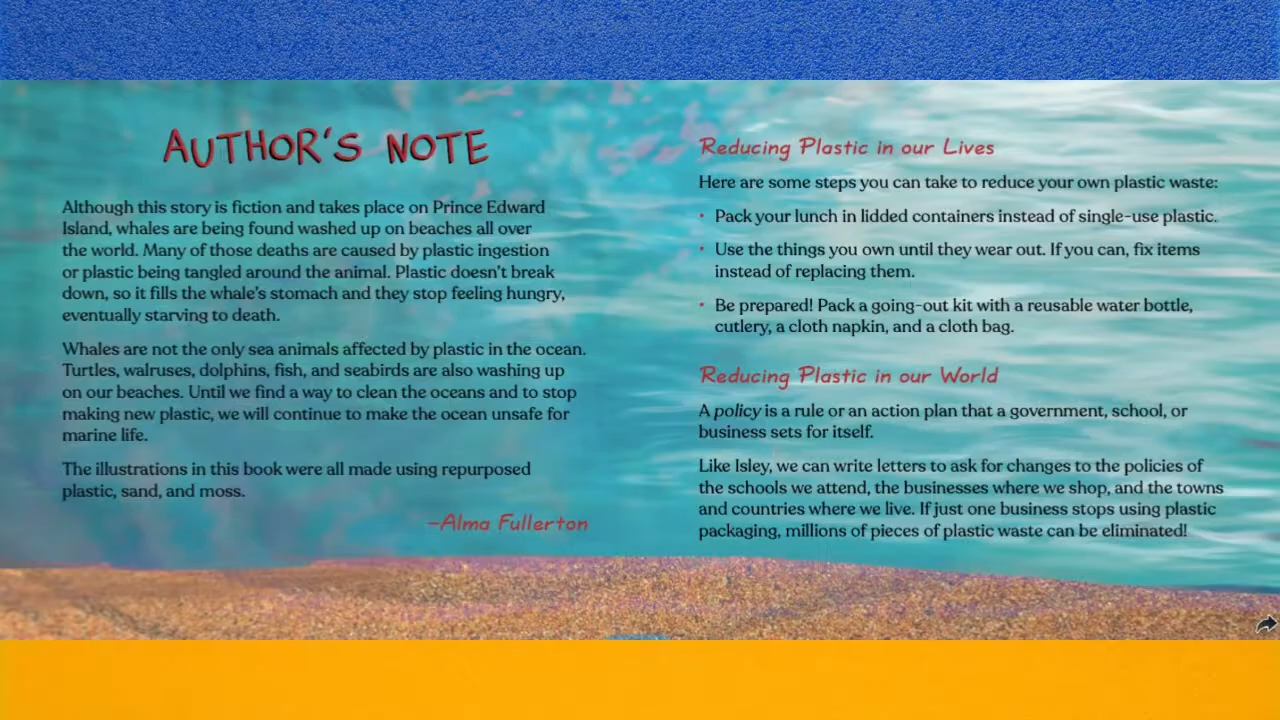 AUTHOR'S NOTE
Although this story is fiction and takes place on Prince Edward
Island, whales are being found washed up on beaches all over
the world. Many of those deaths are caused by plastic ingestion
or plastic being tangled around the animal. Plastic doesn't break
down, so it fills the whale's stomach and they stop feeling hungry,
eventually starving to death.
Whales are not the only sea animals affected by plastic in the ocean.
Turtles, walruses, dolphins, fish, and seabirds are also washing up
on our beaches. Until we find a way to clean the oceans and to stop
making new plastic, we will continue to make the ocean unsafe for
marine life.
The illustrations in this book were all made using repurposed
plastic, sand, and moss.
–Alma Fullerton
Reducing Plastic in our Lives
Here are some steps you can take to reduce your own plastic waste:
• Pack your lunch in lidded containers instead of single-use plastic.
• Use the things you own until they wear out. If you can, fix items
instead of replacing them.
• Be prepared! Pack a going-out kit with a reusable water bottle,
cutlery, a cloth napkin, and a cloth bag.
Reducing Plastic in our World
A policy is a rule or an action plan that a government, school, or
business sets for itself.
Like Isley, we can write letters to ask for changes to the policies of
the schools we attend, the businesses where we shop, and the towns
and countries where we live. If just one business stops using plastic
packaging, millions of pieces of plastic waste can be eliminated!